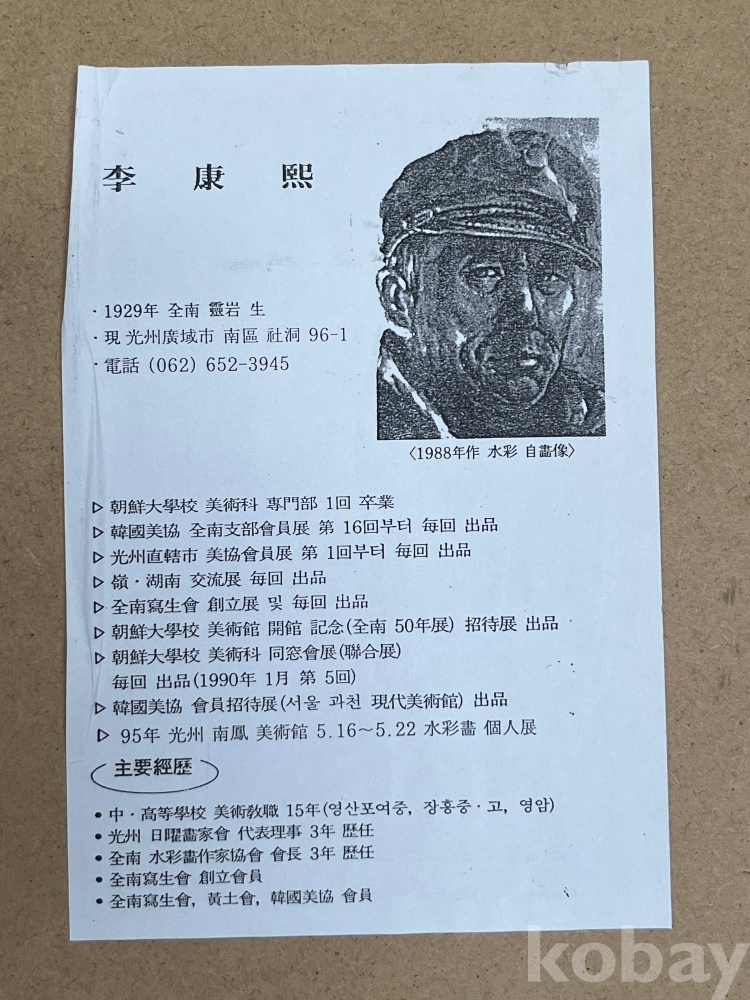 李 康 熙
· 1929年 全南 靈岩 生
· 現 光州廣域市 南區 社洞 96-1
· 電話 (062) 652-3945
〈1988年作 水彩 自畵像〉
▷ 朝鮮大學校 美術科 專門部 1回 卒業
▷ 韓國美協 全南支部會員展 第 16回부터 每回 出品
▷ 光州直轄市 美協會員展 第 1回부터 每回 出品
▷ 嶺·湖南 交流展 每回 出品
▷ 全南寫生會 創立展 및 每回 出品
▷ 朝鮮大學校 美術館 開館 記念(全南 50年展) 招待展 出品
▷ 朝鮮大學校 美術科 同窓會展(聯合展)
每回 出品(1990年 1月 第 5回)
▷ 韓國美協 會員招待展(서울 과천 現代美術館) 出品
▷ 95年 光州 南鳳 美術館 5.16～5.22 水彩畵 個人展
主要經歷
• 中·高等學校 美術敎職 15年(영산포여중, 장흥중·고, 영암)
• 光州 日曜畵家會 代表理事 3年 歷任
• 全南 水彩畵作家協會 會長 3年 歷任
• 全南寫生會 創立會員
• 全南寫生會, 黃土會, 韓國美協 會員
kobay